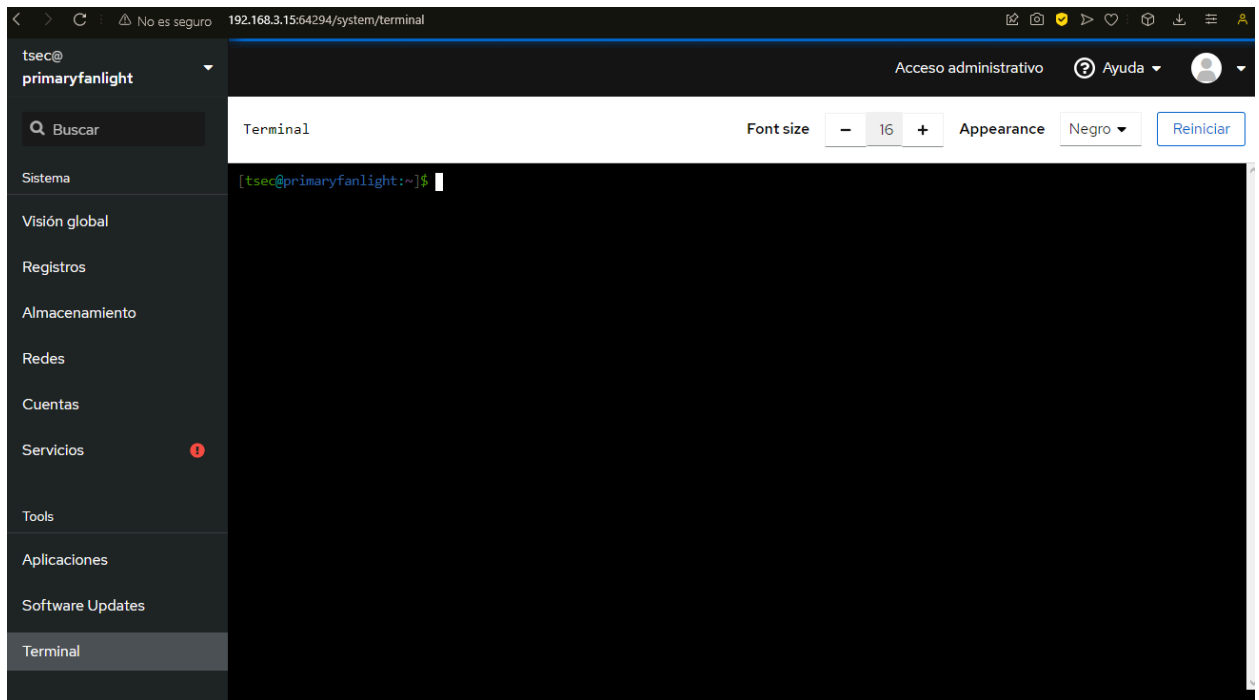 No es seguro 192.168.3.15:64294/system/terminal
tsec@
primaryfanlight
Acceso administrativo
Ayuda
Buscar
Terminal
Font size
−
16
+
Appearance
Negro
Reiniciar
Sistema
[tsec@primaryfanlight:~]$
Visión global
Registros
Almacenamiento
Redes
Cuentas
Servicios
Tools
Aplicaciones
Software Updates
Terminal